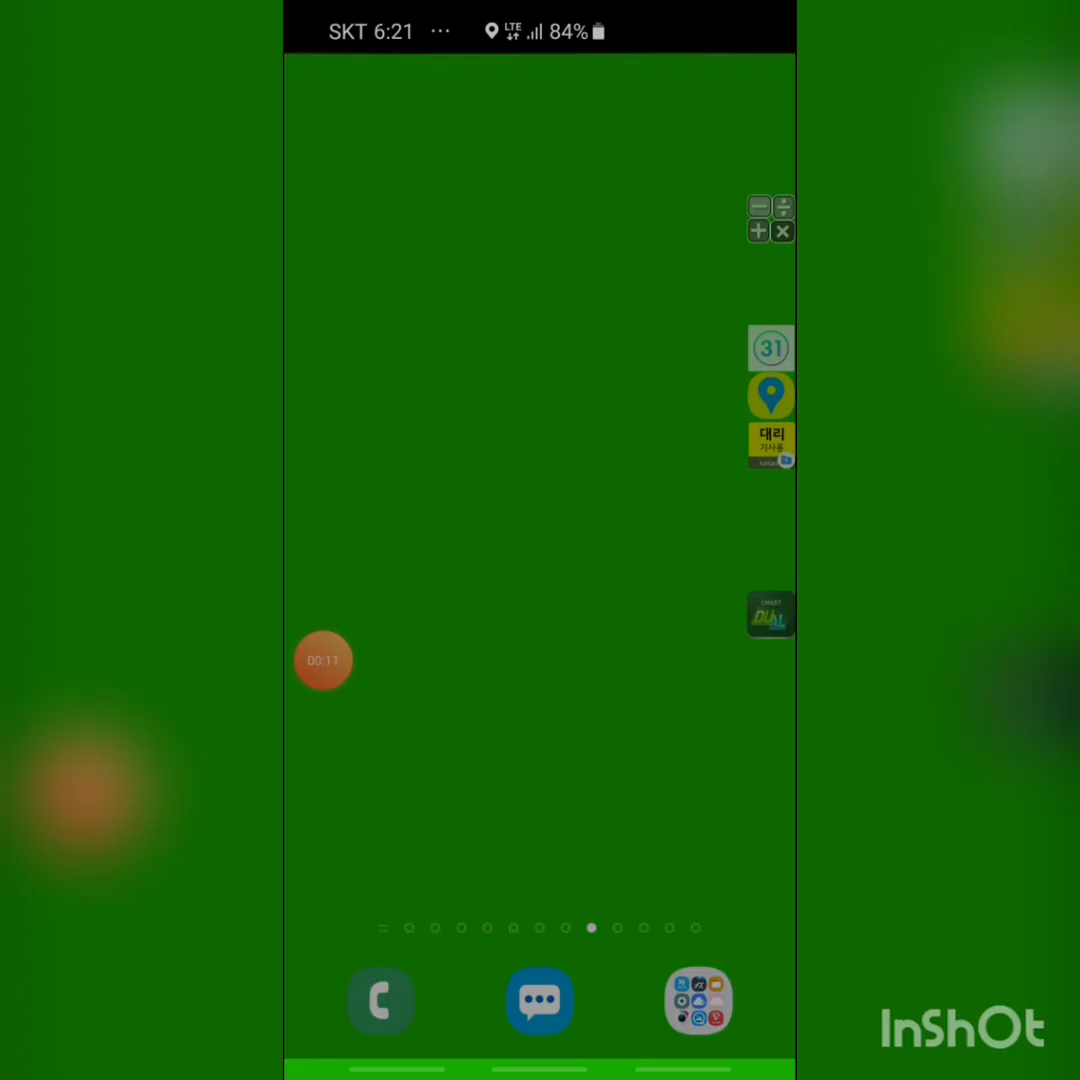 SKT 6:21 ··· LTE 84%
31
대리
기사용
SMART
DUAL
00:11
InShOt